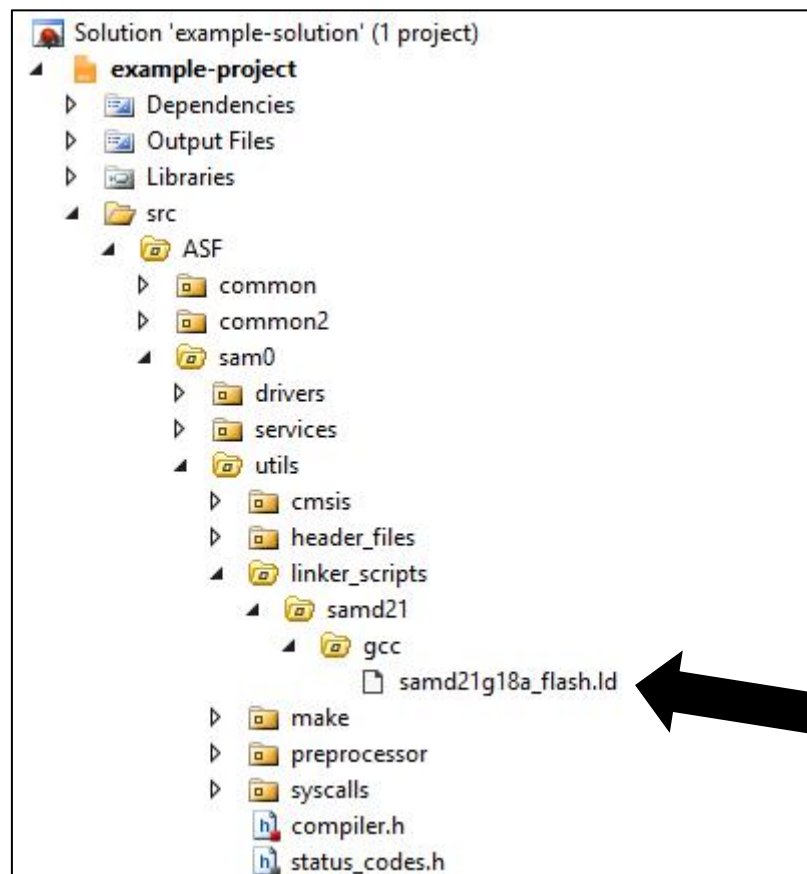 Solution 'example-solution' (1 project)
example-project
Dependencies
Output Files
Libraries
src
ASF
common
common2
sam0
drivers
services
utils
cmsis
header_files
linker_scripts
samd21
gcc
samd21g18a_flash.ld
make
preprocessor
syscalls
compiler.h
status_codes.h